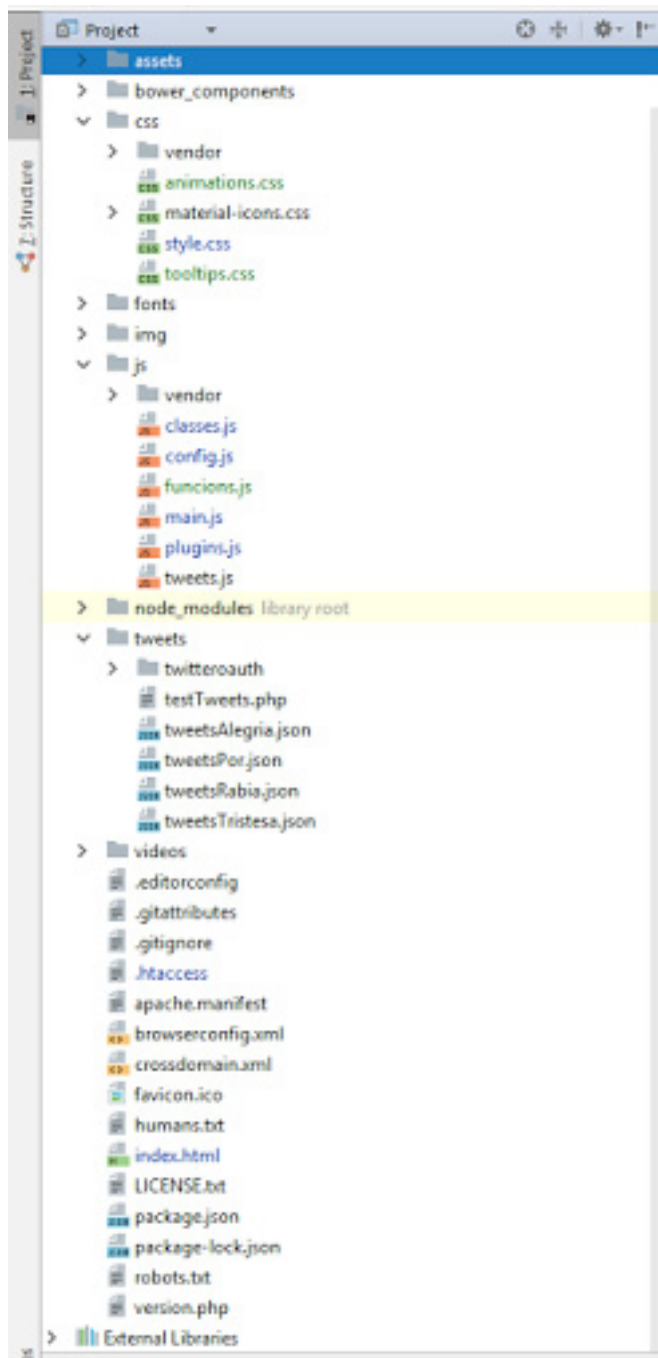 Project
1: Project
7: Structure
assets
bower_components
css
vendor
animations.css
material-icons.css
style.css
tooltips.css
fonts
img
js
vendor
classes.js
config.js
funcions.js
main.js
plugins.js
tweets.js
node_modules library root
tweets
twitteroauth
testTweets.php
tweetsAlegria.json
tweetsPor.json
tweetsRabia.json
tweetsTristesa.json
videos
.editorconfig
.gitattributes
.gitignore
.htaccess
apache.manifest
browserconfig.xml
crossdomain.xml
favicon.ico
humans.txt
index.html
LICENSE.txt
package.json
package-lock.json
robots.txt
version.php
External Libraries